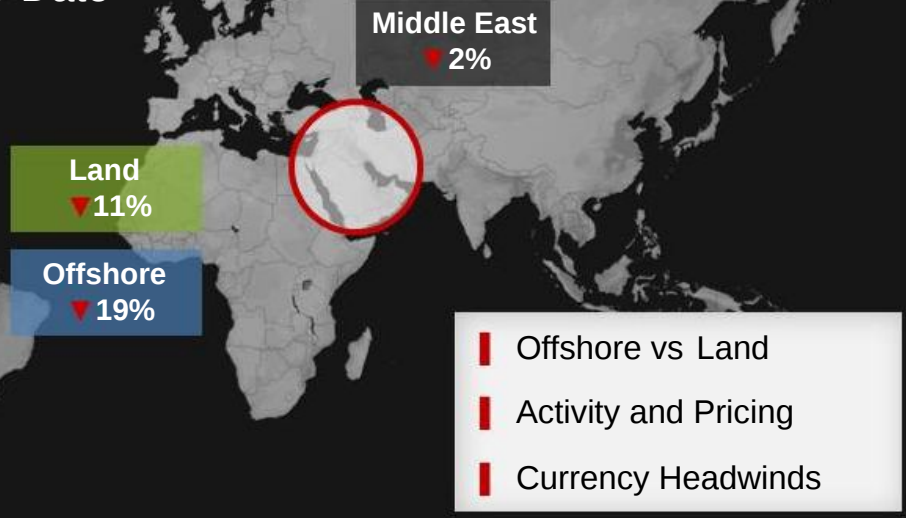 Middle East
▼ 2%
Land
▼ 11%
Offshore
▼ 19%
Offshore vs Land
Activity and Pricing
Currency Headwinds